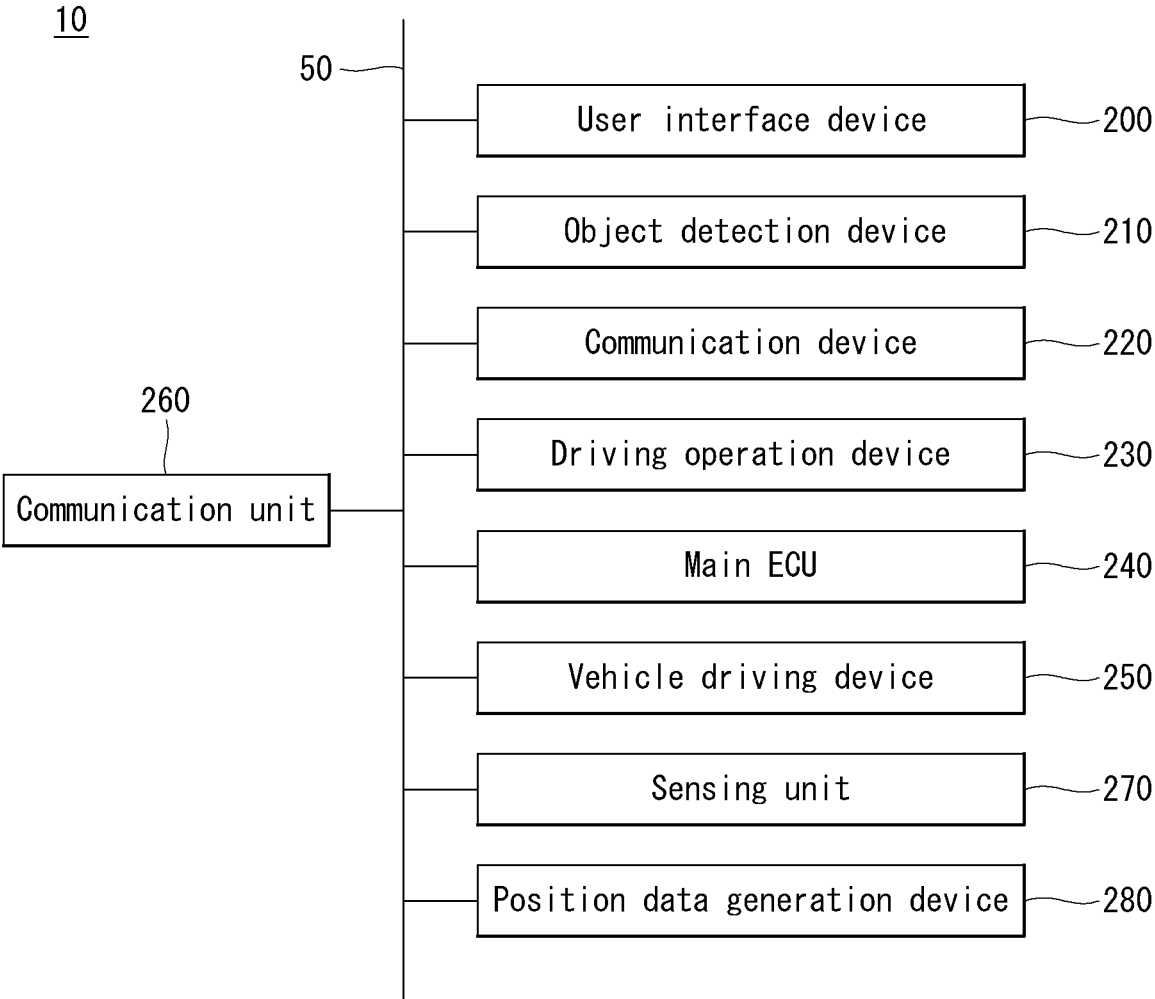 10
50
User interface device 200
Object detection device 210
Communication device 220
260
Driving operation device 230
Communication unit
Main ECU 240
Vehicle driving device 250
Sensing unit 270
Position data generation device 280